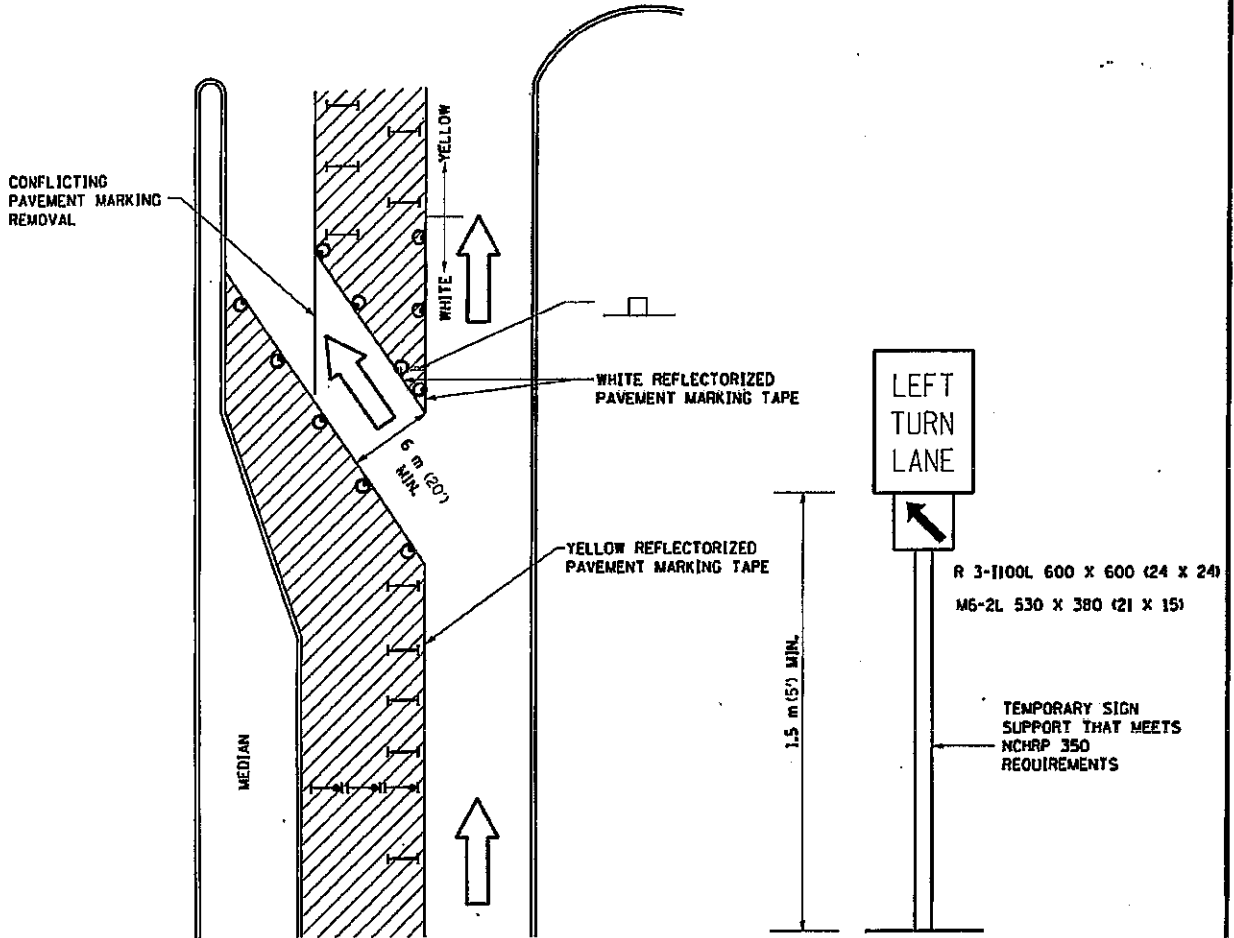 CONFLICTING
PAVEMENT MARKING
REMOVAL
YELLOW
WHITE
WHITE REFLECTORIZED
PAVEMENT MARKING TAPE
6 m (20')
MIN.
YELLOW REFLECTORIZED
PAVEMENT MARKING TAPE
MEDIAN
LEFT
TURN
LANE
R 3-I100L 600 X 600 (24 X 24)
M6-2L 530 X 380 (21 X 15)
1.5 m (5') MIN.
TEMPORARY SIGN
SUPPORT THAT MEETS
NCHRP 350
REQUIREMENTS